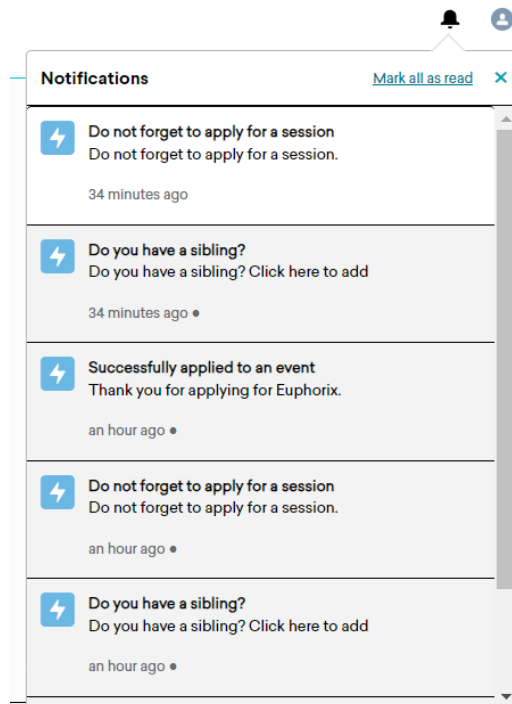 Notifications
Mark all as read
Do not forget to apply for a session
Do not forget to apply for a session.
34 minutes ago
Do you have a sibling?
Do you have a sibling? Click here to add
34 minutes ago
Successfully applied to an event
Thank you for applying for Euphorix.
an hour ago
Do not forget to apply for a session
Do not forget to apply for a session.
an hour ago
Do you have a sibling?
Do you have a sibling? Click here to add
an hour ago